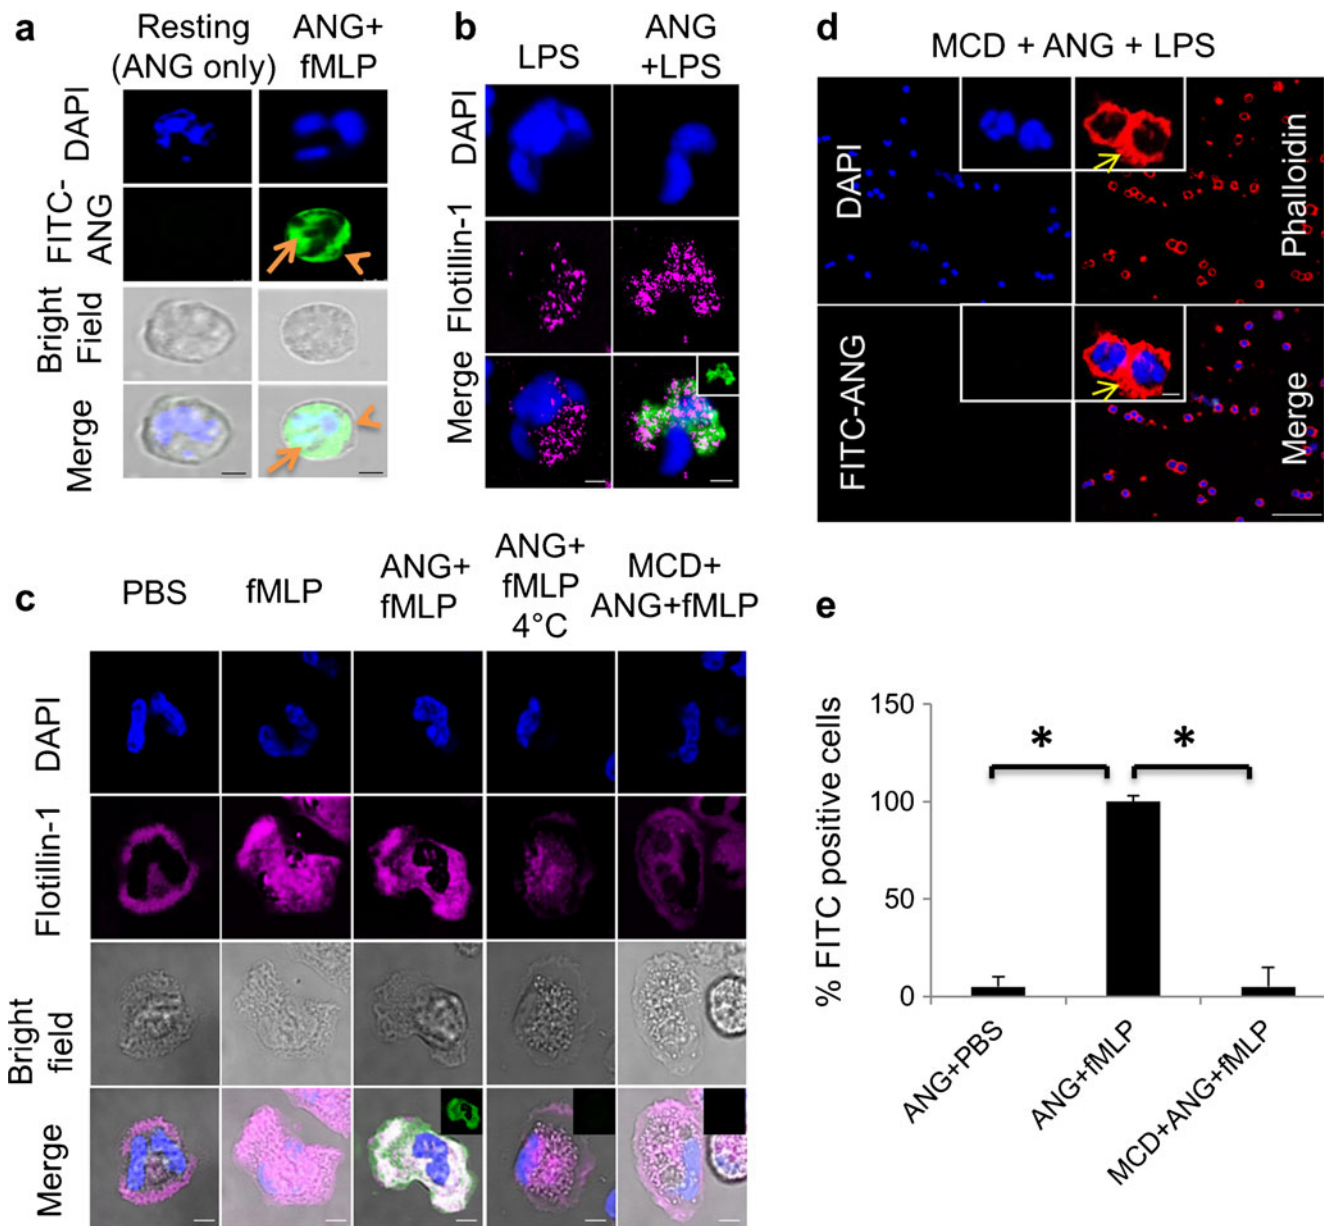 a
Resting
(ANG only)
ANG+
fMLP
DAPI
FITC-
ANG
Bright
Field
Merge
b
LPS
ANG
+LPS
DAPI
Flotillin-1
Merge
d
MCD + ANG + LPS
DAPI
Phalloidin
FITC-ANG
Merge
c
PBS
fMLP
ANG+
fMLP
ANG+
fMLP
4°C
MCD+
ANG+fMLP
DAPI
Flotillin-1
Bright
field
Merge
e
% FITC positive cells
150
100
50
0
*
*
ANG+PBS
ANG+fMLP
MCD+ANG+fMLP